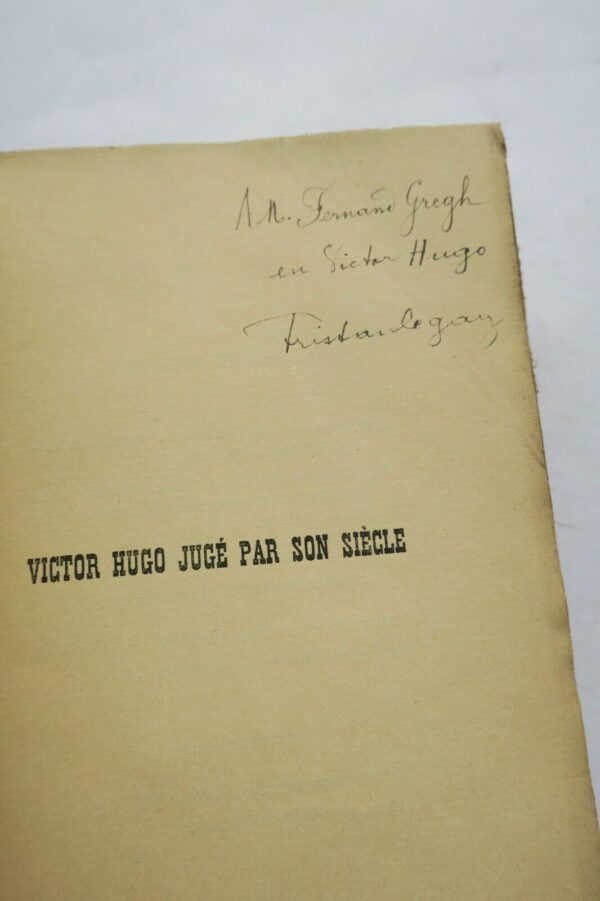 A M. Fernand Gregh
en Victor Hugo
Tristan Legay
VICTOR HUGO JUGÉ PAR SON SIÈCLE